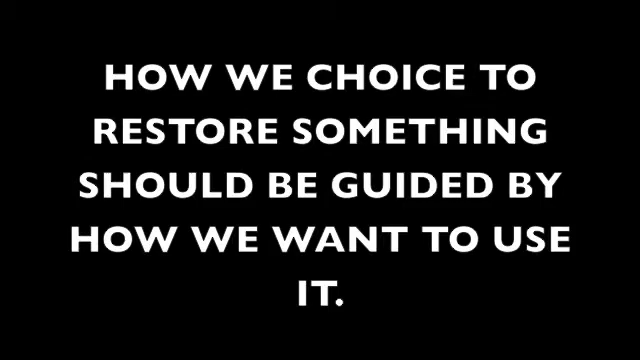 HOW WE CHOICE TO
RESTORE SOMETHING
SHOULD BE GUIDED BY
HOW WE WANT TO USE
IT.